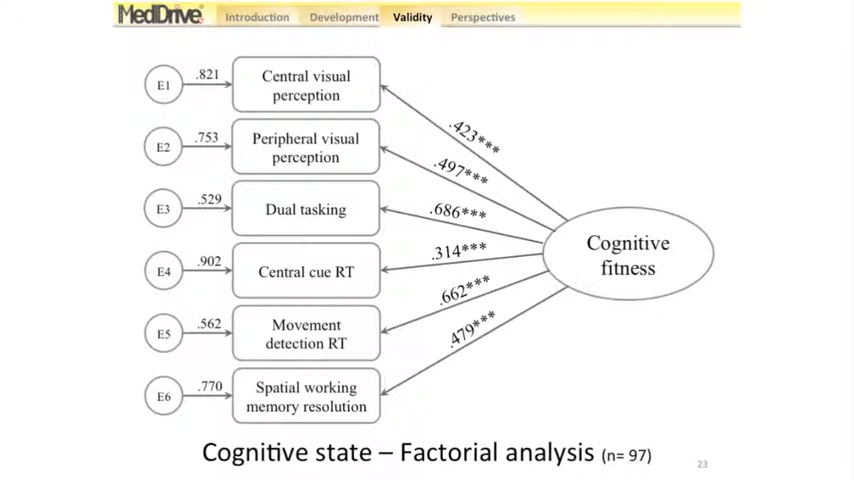 MedDrive Introduction Development Validity Perspectives
E1 .821 Central visual
perception
.423***
E2 .753 Peripheral visual
perception
.497***
E3 .529 Dual tasking
.686***
E4 .902 Central cue RT
.314***
E5 .562 Movement
detection RT
.662***
E6 .770 Spatial working
memory resolution
.479***
Cognitive
fitness
Cognitive state – Factorial analysis (n= 97)
23